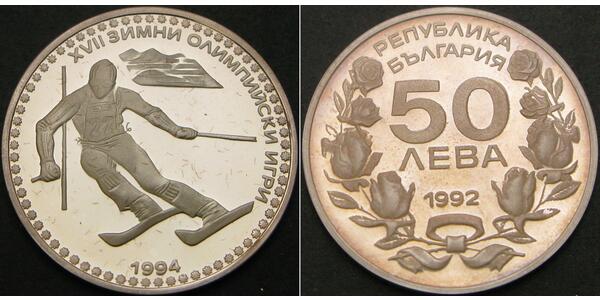 XVII ЗИМНИ ОЛИМПИЙСКИ ИГРИ
1994
РЕПУБЛИКА
БЪЛГАРИЯ
50
ЛЕВА
1992